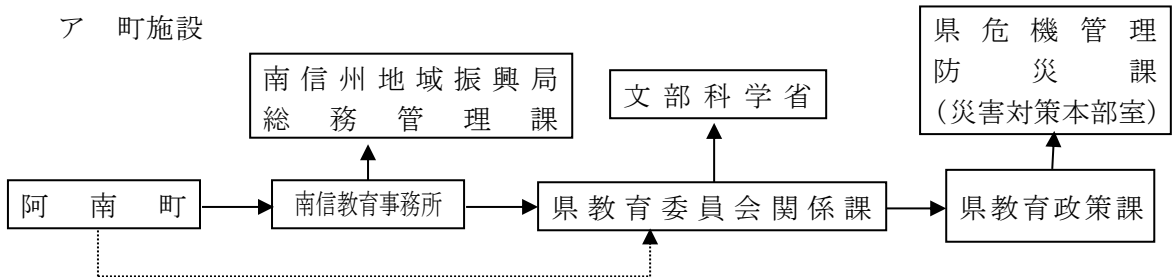 ア 町施設
県危機管理
防災課
(災害対策本部室)
南信州地域振興局
総務管理課
文部科学省
阿南町
南信教育事務所
県教育委員会関係課
県教育政策課